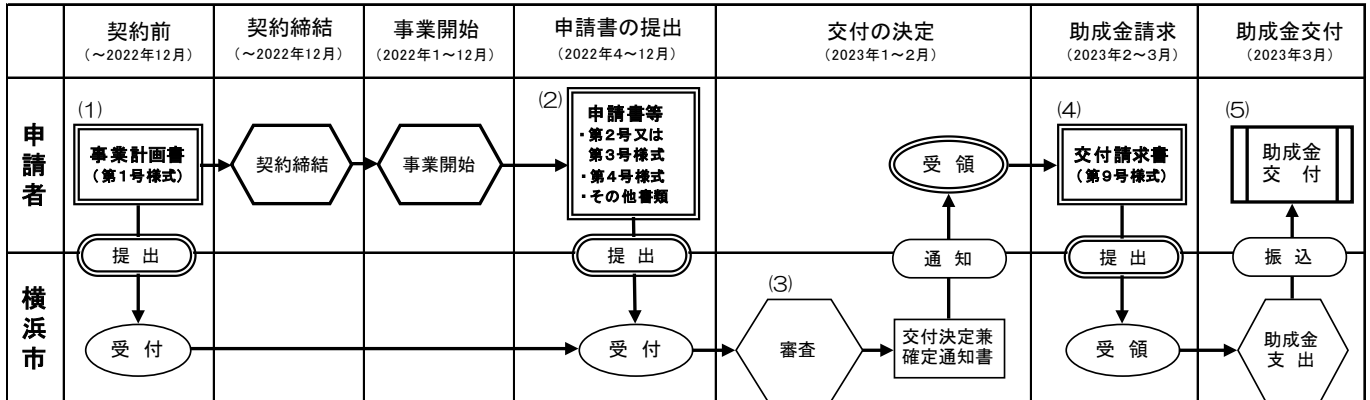 契約前
（～2022年12月）
契約締結
（～2022年12月）
事業開始
（2022年1～12月）
申請書の提出
（2022年4～12月）
交付の決定
（2023年1～2月）
助成金請求
（2023年2～3月）
助成金交付
（2023年3月）
申請者
(1)
事業計画書
（第1号様式）
契約締結
事業開始
(2)
申請書等
・第2号又は
第3号様式
・第4号様式
・その他書類
受 領
(4)
交付請求書
（第9号様式）
(5)
助成金
交 付
提 出
提 出
通 知
提 出
振 込
横浜市
受 付
受 付
(3)
審査
交付決定兼
確定通知書
受 領
助成金
支 出